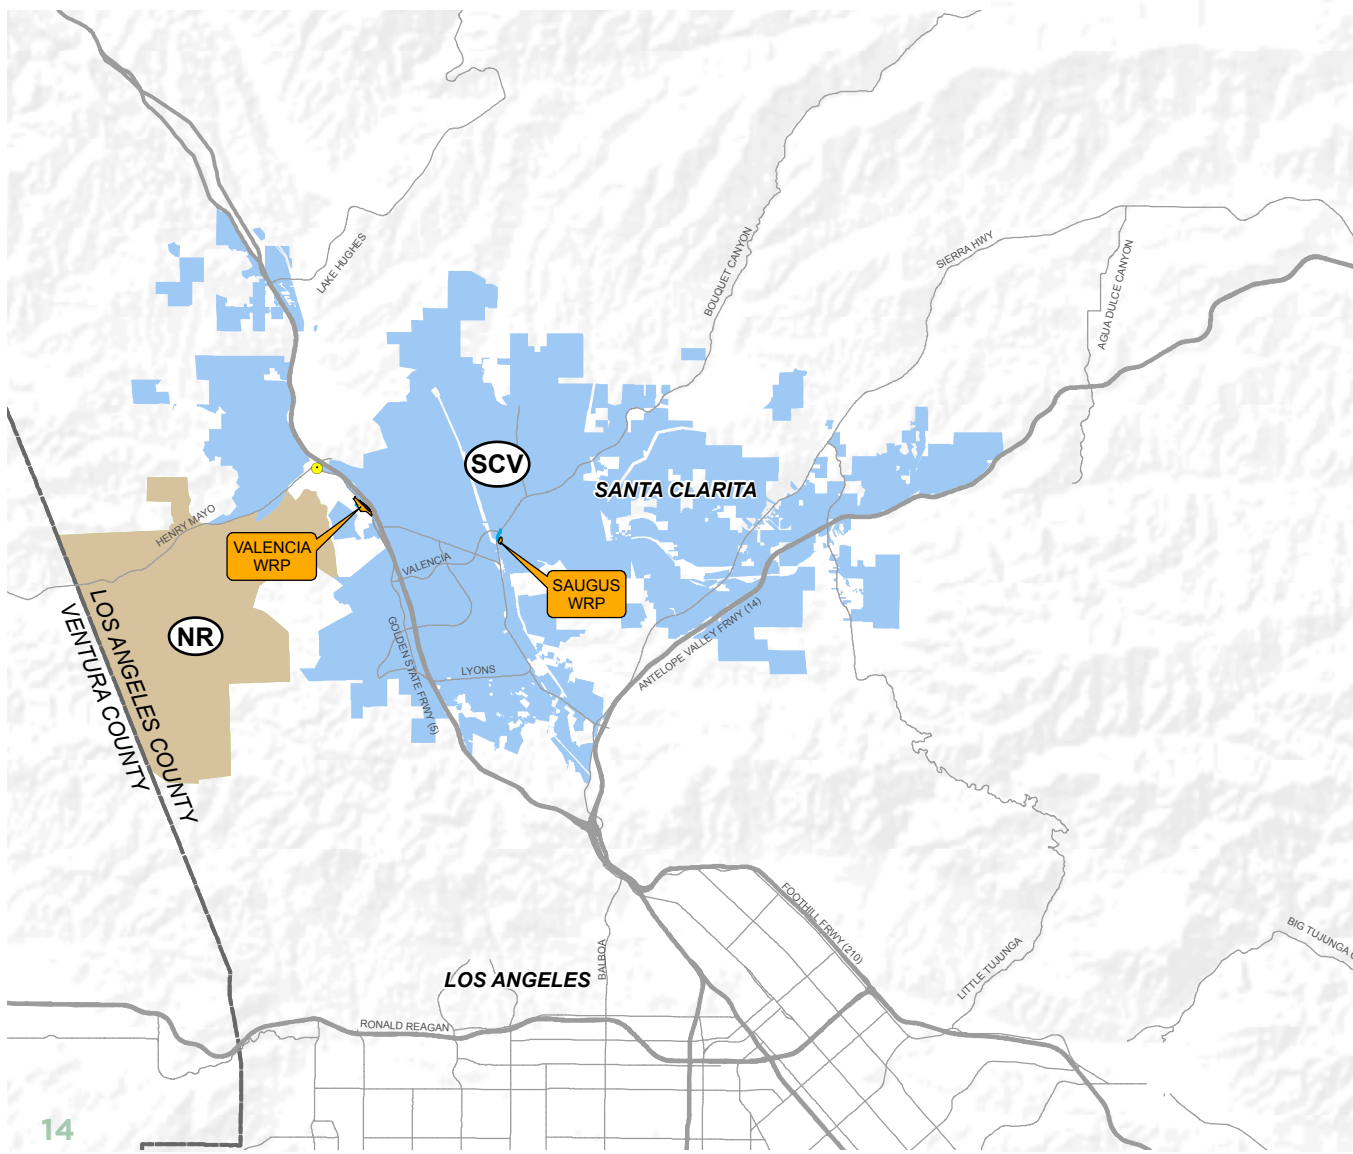 LAKE HUGHES
BOUQUET CANYON
SIERRA HWY
AGUA DULCE CANYON
SCV
SANTA CLARITA
HENRY MAYO
VALENCIA
WRP
VALENCIA
SAUGUS
WRP
NR
LOS ANGELES COUNTY
VENTURA COUNTY
GOLDEN STATE FRWY (5)
LYONS
ANTELOPE VALLEY FRWY (14)
FOOTHILL FRWY (210)
BALBOA
LOS ANGELES
LITTLE TUJUNGA
BIG TUJUNGA
RONALD REAGAN
14